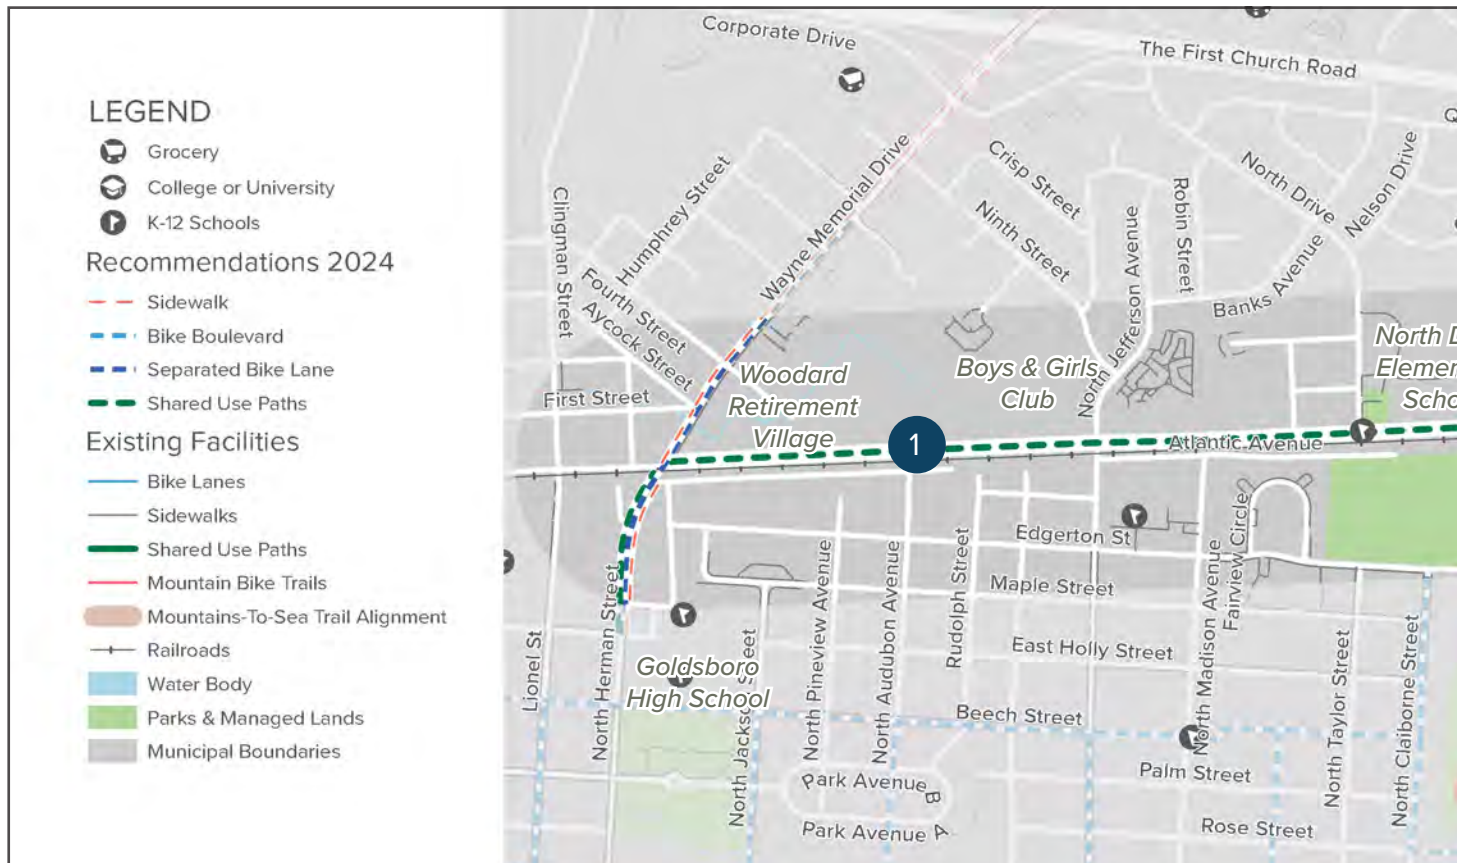 LEGEND
Grocery
College or University
K-12 Schools
Recommendations 2024
Sidewalk
Bike Boulevard
Separated Bike Lane
Shared Use Paths
Existing Facilities
Bike Lanes
Sidewalks
Shared Use Paths
Mountain Bike Trails
Mountains-To-Sea Trail Alignment
Railroads
Water Body
Parks & Managed Lands
Municipal Boundaries
Corporate Drive
The First Church Road
Clingman Street
Humphrey Street
Fourth Street
Aycock Street
First Street
Wayne Memorial Drive
Crisp Street
Ninth Street
North Jefferson Avenue
Robin Street
North Drive
Nelson Drive
Banks Avenue
Q
North D
Elemen
Scho
Woodard
Retirement
Village
Boys & Girls
Club
1
Atlantic Avenue
Lionel St
North Herman Street
Goldsboro
High School
North Jackson Street
North Pineview Avenue
North Audubon Avenue
Rudolph Street
Edgerton St
Maple Street
East Holly Street
Beech Street
North Madison Avenue
Fairview Circle
North Taylor Street
North Claiborne Street
Palm Street
Rose Street
Park Avenue B
Park Avenue A